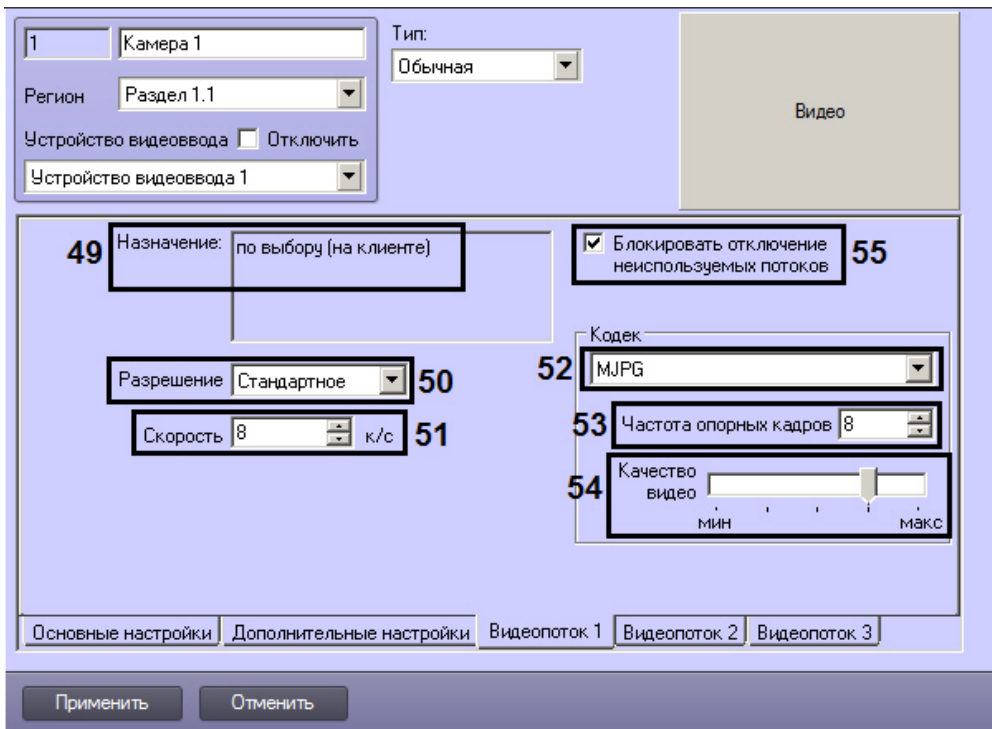 1
Камера 1
Тип:
Обычная
Регион
Раздел 1.1
Видео
Устройство видеоввода
Отключить
Устройство видеоввода 1
49
Назначение:
по выбору (на клиенте)
Блокировать отключение
неиспользуемых потоков
55
Кодек
Разрешение
Стандартное
50
52
MJPG
Скорость
8
к/с
51
53
Частота опорных кадров
8
54
Качество
видео
мин
макс
Основные настройки
Дополнительные настройки
Видеопоток 1
Видеопоток 2
Видеопоток 3
Применить
Отменить